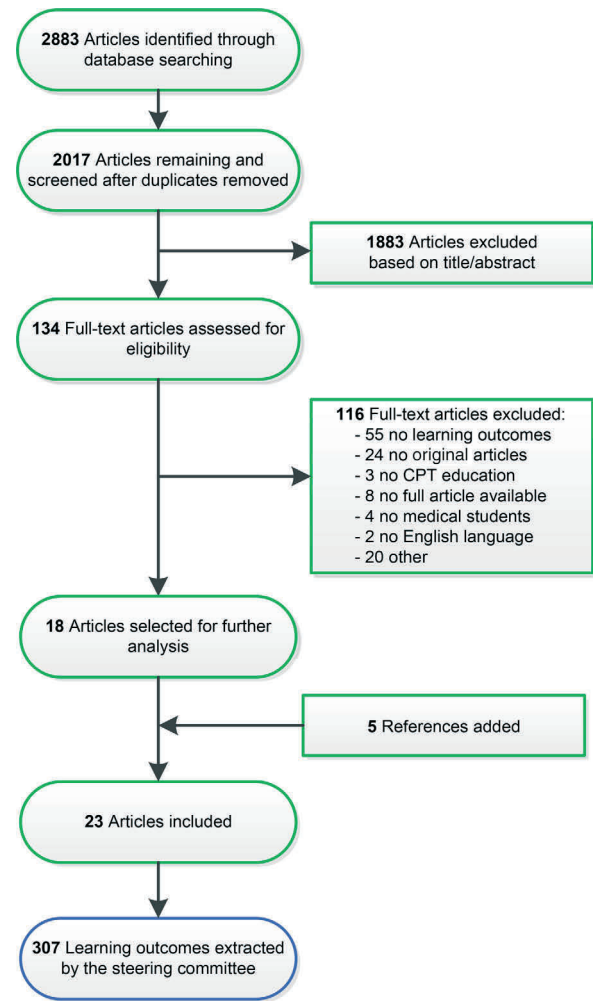 2883 Articles identified through
database searching
2017 Articles remaining and
screened after duplicates removed
1883 Articles excluded
based on title/abstract
134 Full-text articles assessed for
eligibility
116 Full-text articles excluded:
- 55 no learning outcomes
- 24 no original articles
- 3 no CPT education
- 8 no full article available
- 4 no medical students
- 2 no English language
- 20 other
18 Articles selected for further
analysis
5 References added
23 Articles included
307 Learning outcomes extracted
by the steering committee